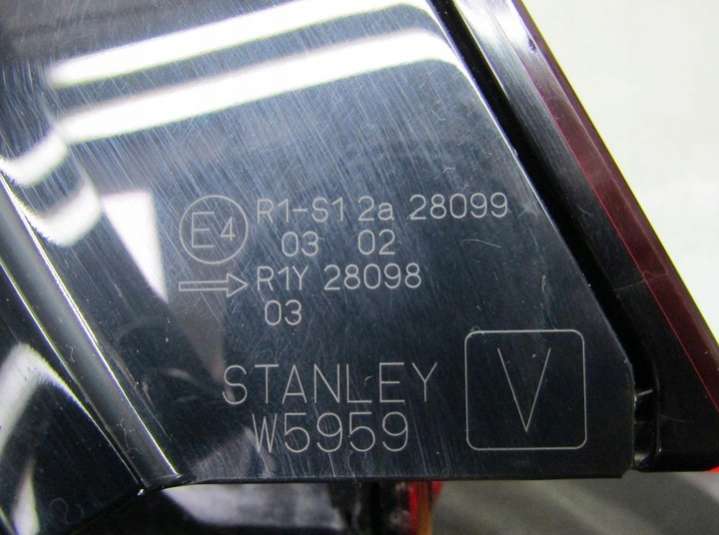 E4 R1-S1 2a 28099
03 02
R1Y 28098
03
STANLEY
W5959
V